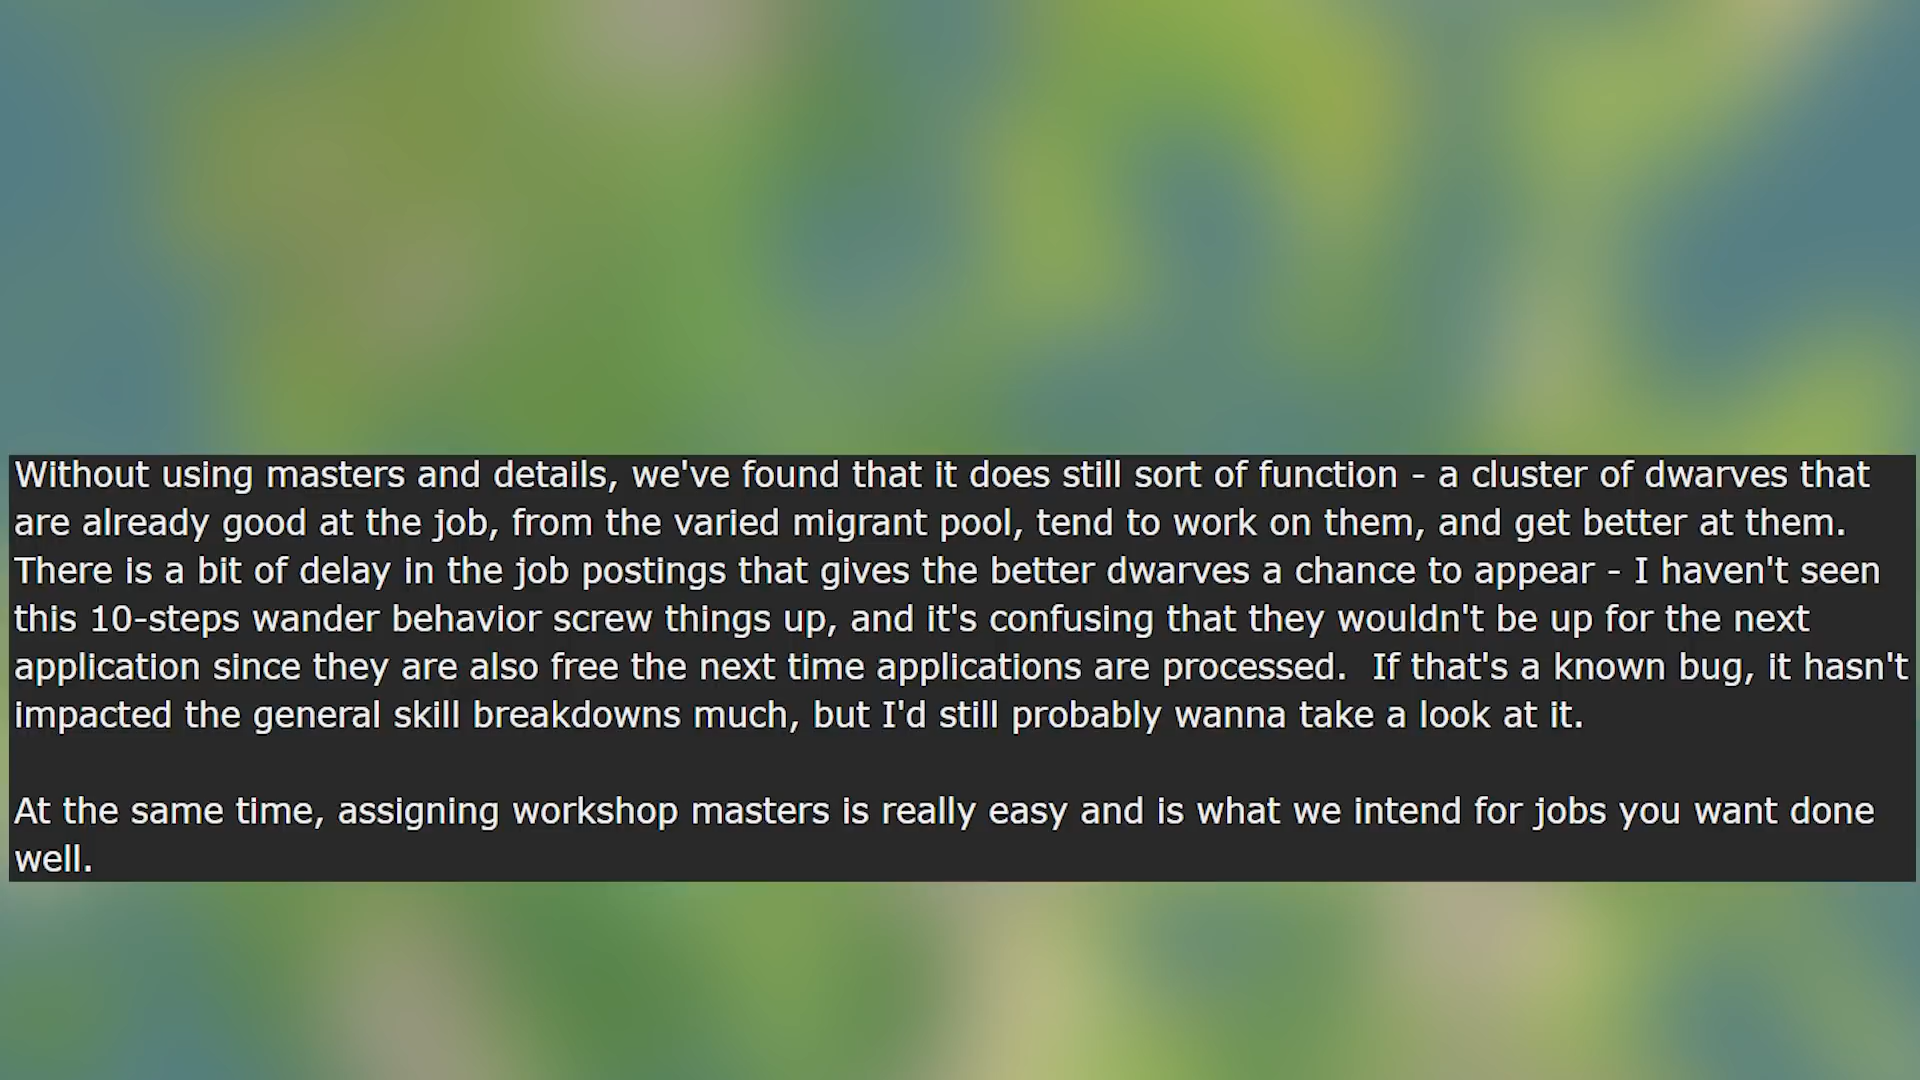 Without using masters and details, we've found that it does still sort of function - a cluster of dwarves that
are already good at the job, from the varied migrant pool, tend to work on them, and get better at them.
There is a bit of delay in the job postings that gives the better dwarves a chance to appear - I haven't seen
this 10-steps wander behavior screw things up, and it's confusing that they wouldn't be up for the next
application since they are also free the next time applications are processed.  If that's a known bug, it hasn't
impacted the general skill breakdowns much, but I'd still probably wanna take a look at it.
At the same time, assigning workshop masters is really easy and is what we intend for jobs you want done
well.